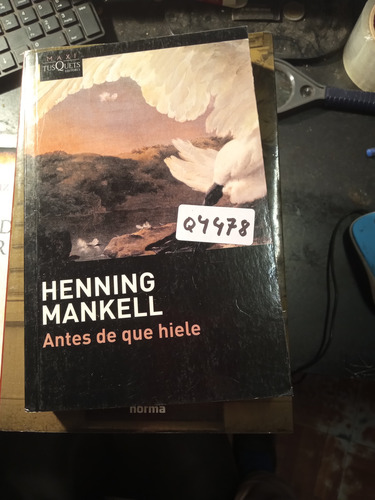 MAXI
TUSQUETS
Q4478
HENNING
MANKELL
Antes de que hiele
norma